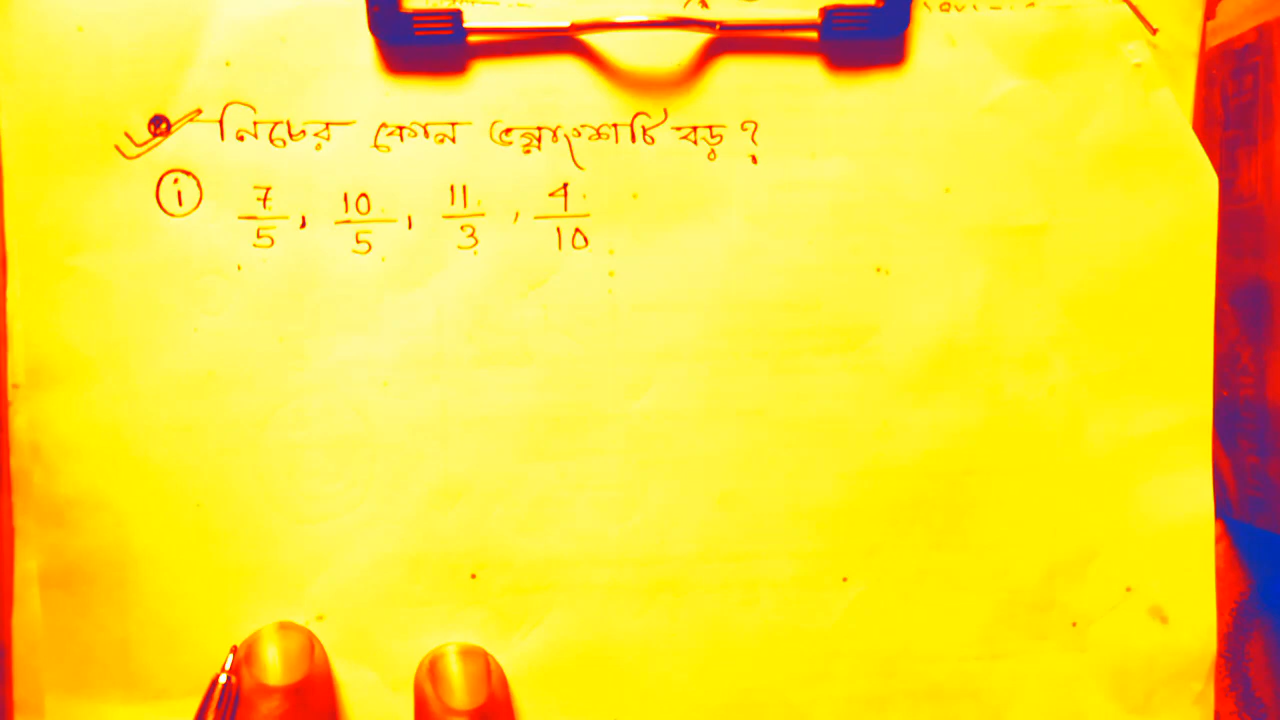 নিচের কোন ভগ্নাংশটি বড় ?
i 7/5 , 10/5 , 11/3 , 4/10